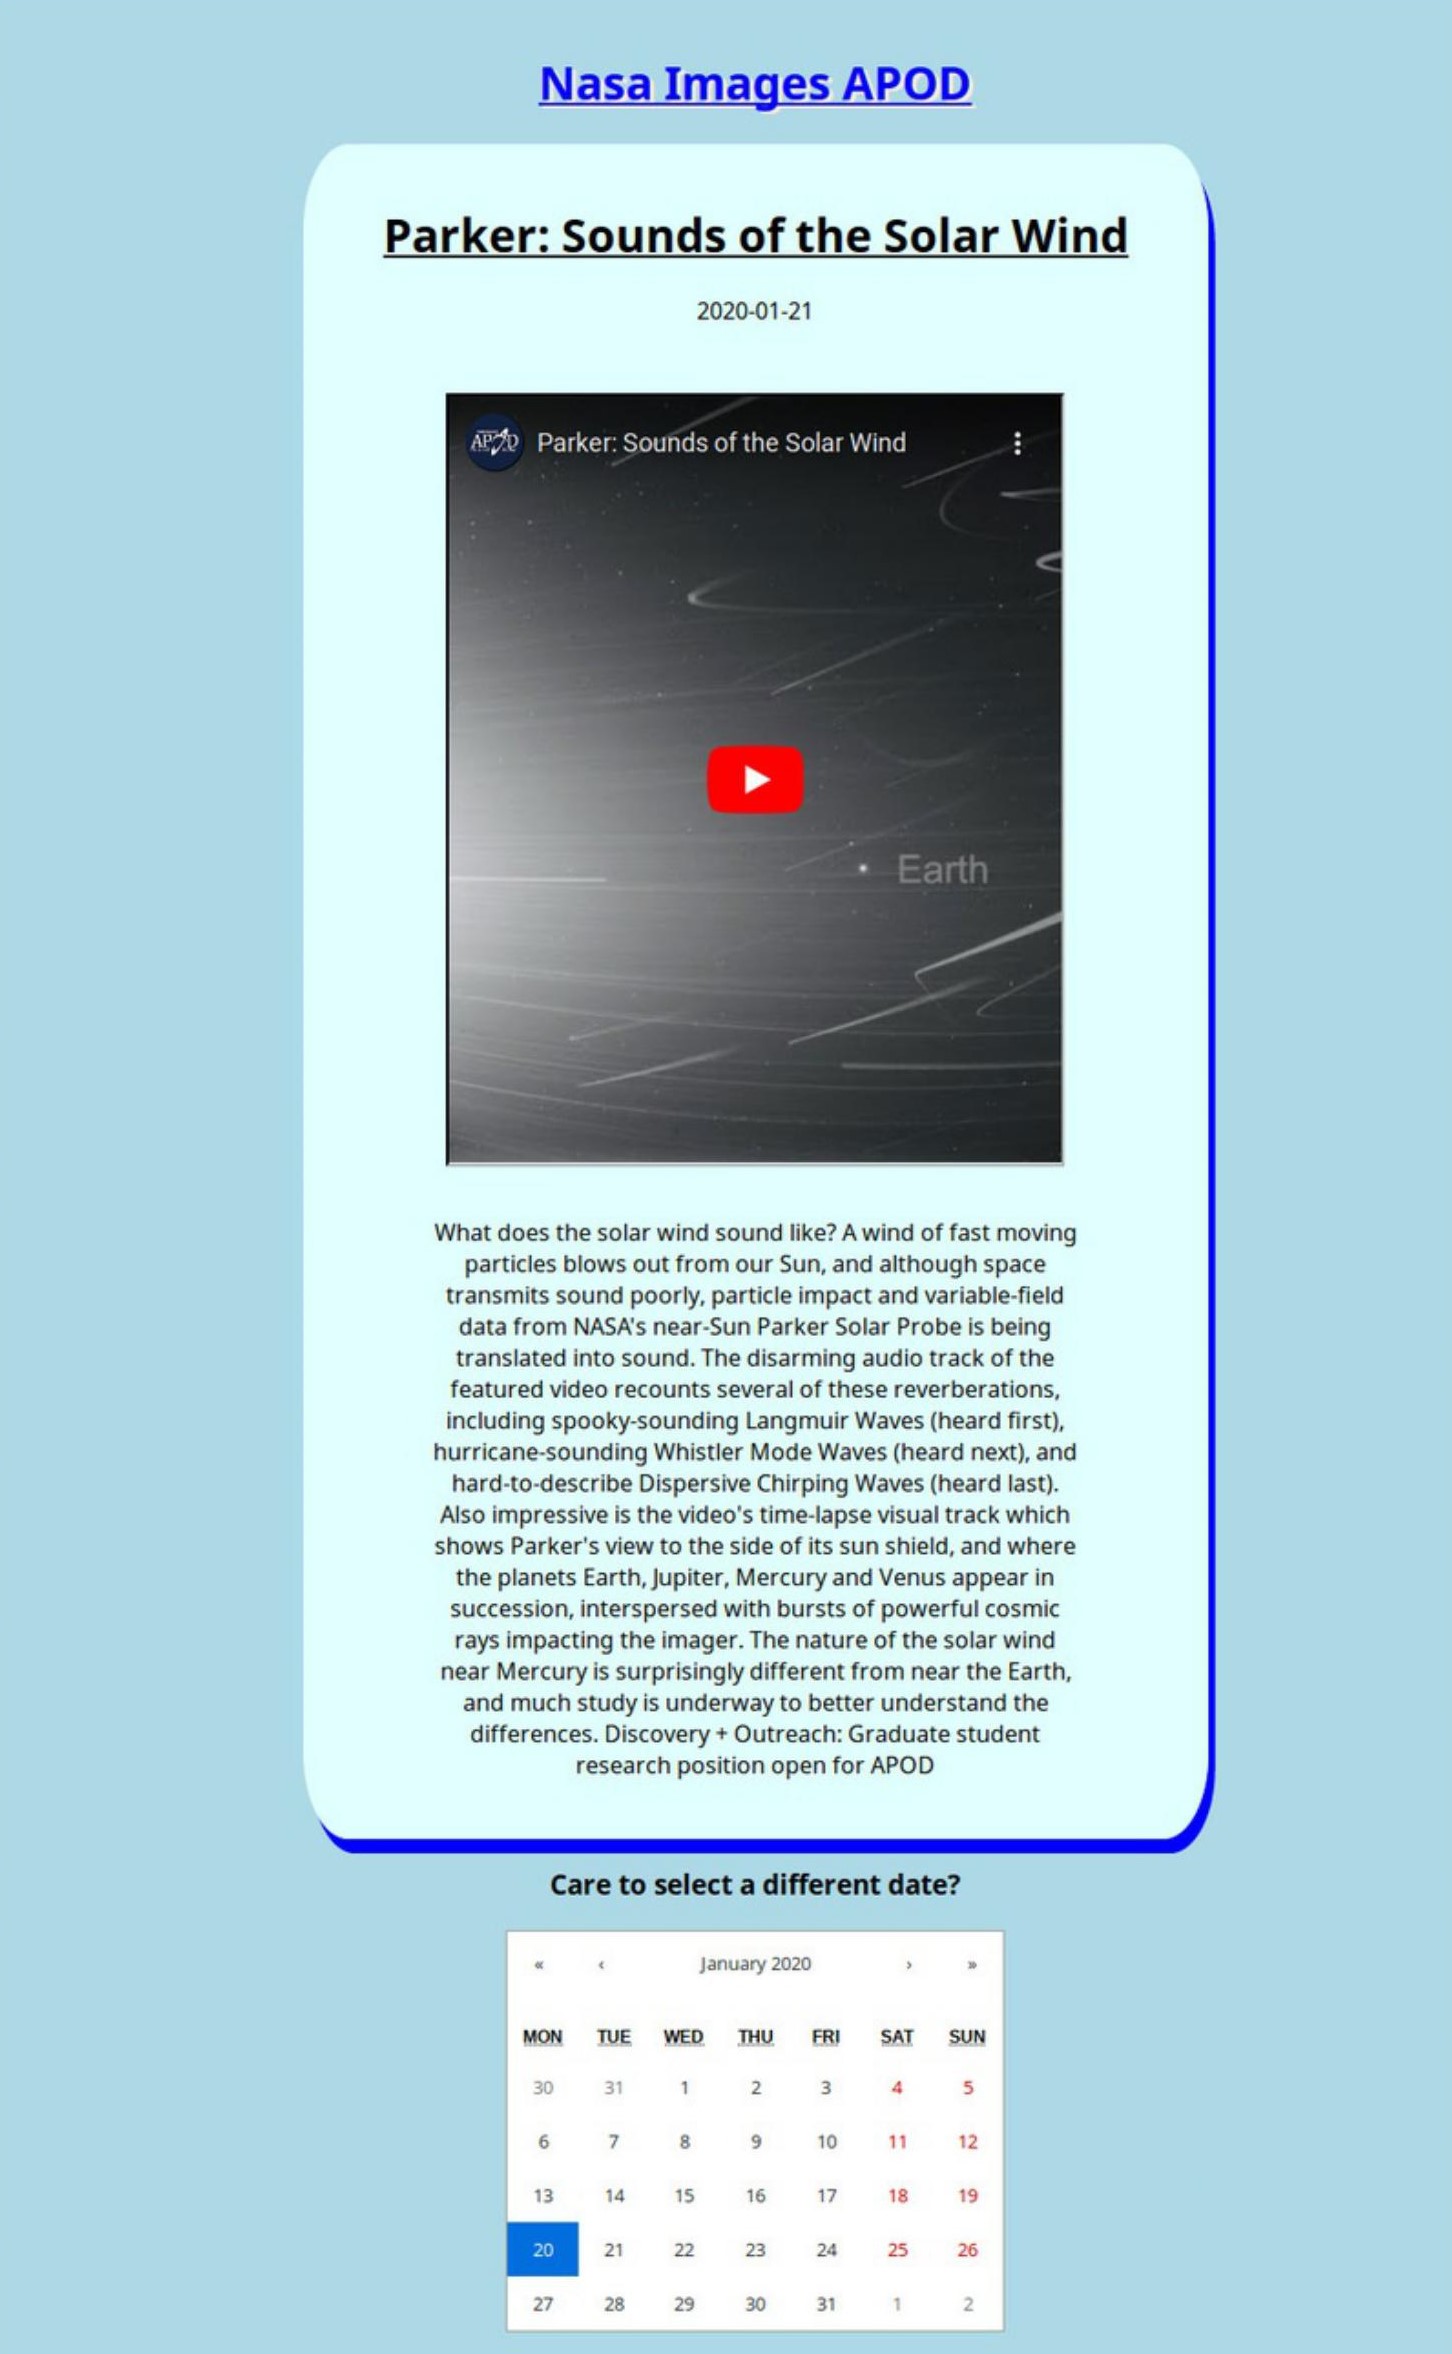 Nasa Images APOD
Parker: Sounds of the Solar Wind
2020-01-21
APOD Parker: Sounds of the Solar Wind
Earth
What does the solar wind sound like? A wind of fast moving
particles blows out from our Sun, and although space
transmits sound poorly, particle impact and variable-field
data from NASA's near-Sun Parker Solar Probe is being
translated into sound. The disarming audio track of the
featured video recounts several of these reverberations,
including spooky-sounding Langmuir Waves (heard first),
hurricane-sounding Whistler Mode Waves (heard next), and
hard-to-describe Dispersive Chirping Waves (heard last).
Also impressive is the video's time-lapse visual track which
shows Parker's view to the side of its sun shield, and where
the planets Earth, Jupiter, Mercury and Venus appear in
succession, interspersed with bursts of powerful cosmic
rays impacting the imager. The nature of the solar wind
near Mercury is surprisingly different from near the Earth,
and much study is underway to better understand the
differences. Discovery + Outreach: Graduate student
research position open for APOD
Care to select a different date?
« ‹ January 2020 › »
MON TUE WED THU FRI SAT SUN
30 31 1 2 3 4 5
6 7 8 9 10 11 12
13 14 15 16 17 18 19
20 21 22 23 24 25 26
27 28 29 30 31 1 2